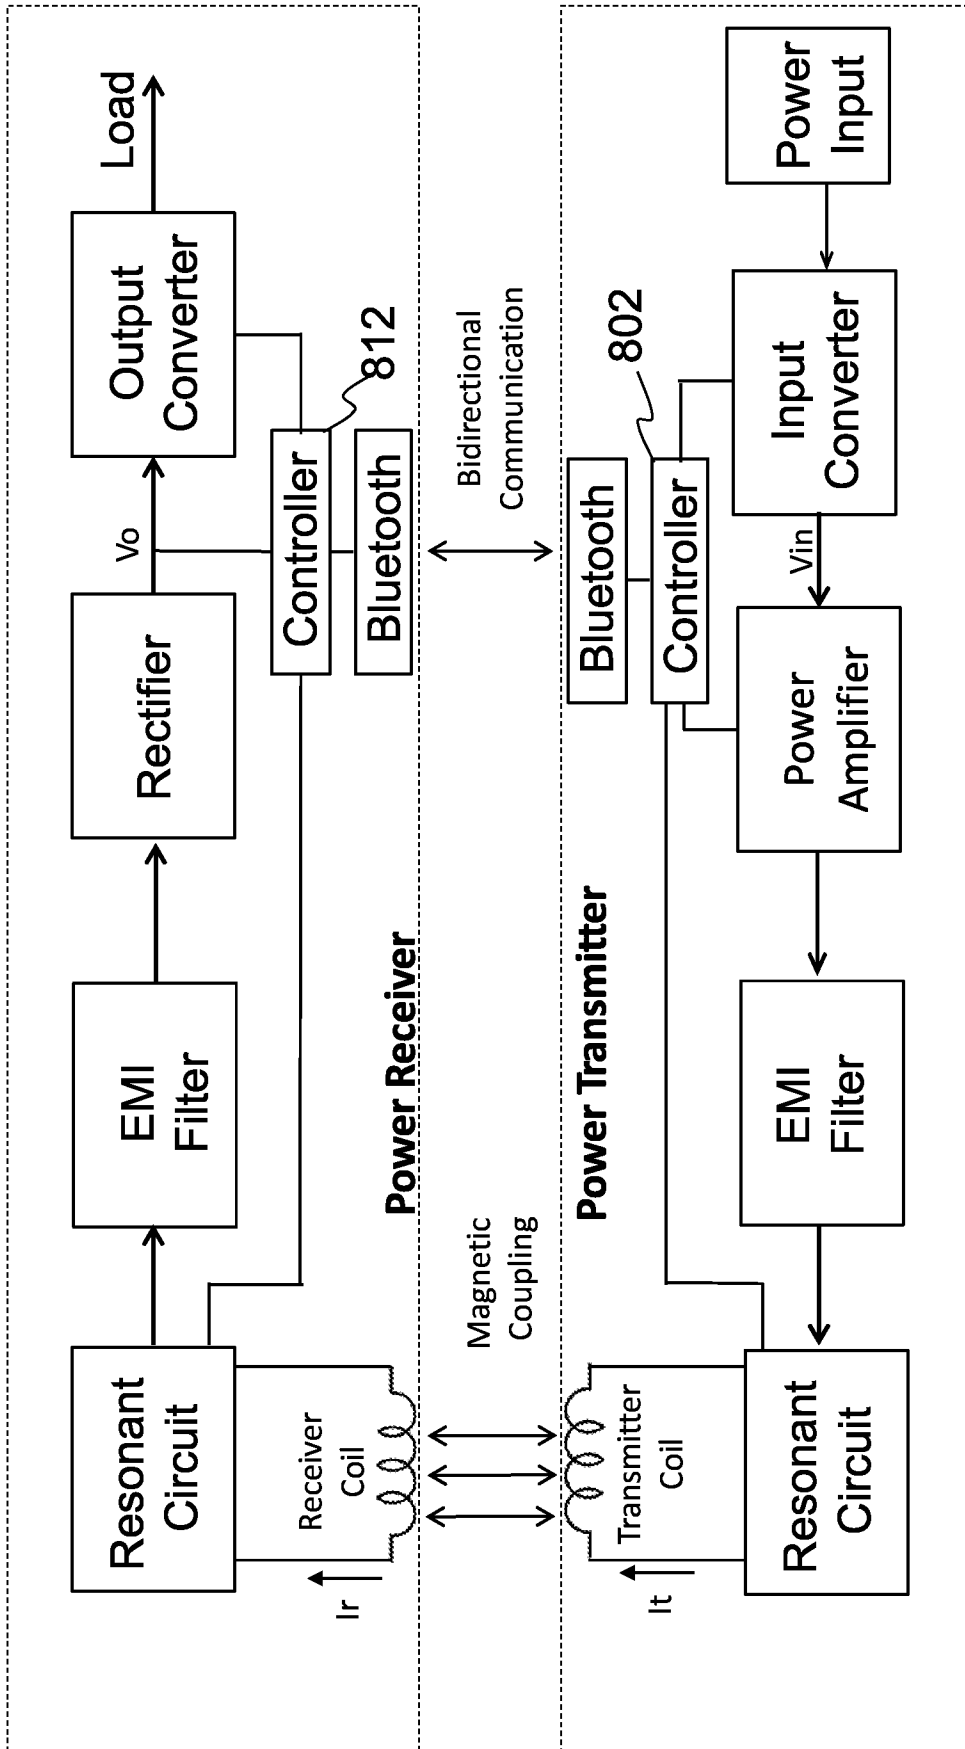 Load
Output
Converter
Vo
Rectifier
EMI
Filter
Resonant
Circuit
812
Controller
Bluetooth
Receiver
Coil
Ir
Power Receiver
Bidirectional
Communication
Magnetic
Coupling
Power Transmitter
802
Bluetooth
Controller
Transmitter
Coil
It
Power
Input
Input
Converter
Vin
Power
Amplifier
EMI
Filter
Resonant
Circuit